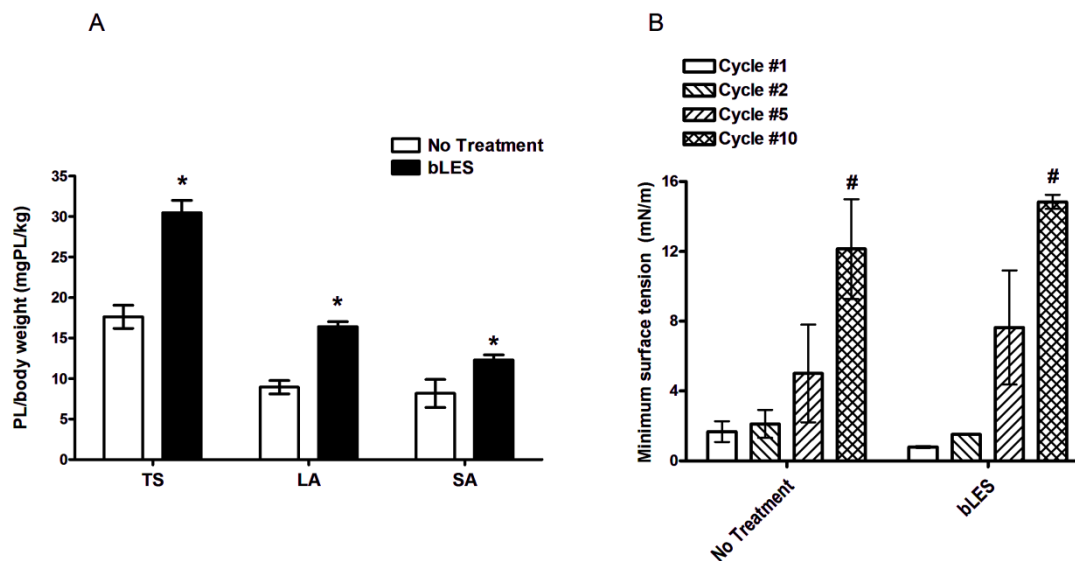 A
No Treatment
bLES
PL/body weight (mgPL/kg)
35
30
25
20
15
10
5
0
*
*
*
TS LA SA
B
Cycle #1
Cycle #2
Cycle #5
Cycle #10
Minimum surface tension (mN/m)
16
12
8
4
0
#
#
No Treatment
bLES